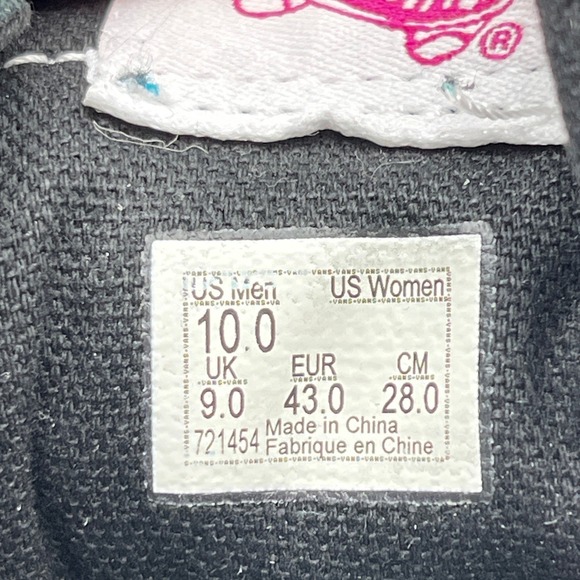 ®
US Men US Women
10.0
UK EUR CM
9.0 43.0 28.0
721454 Made in China
Fabrique en Chine